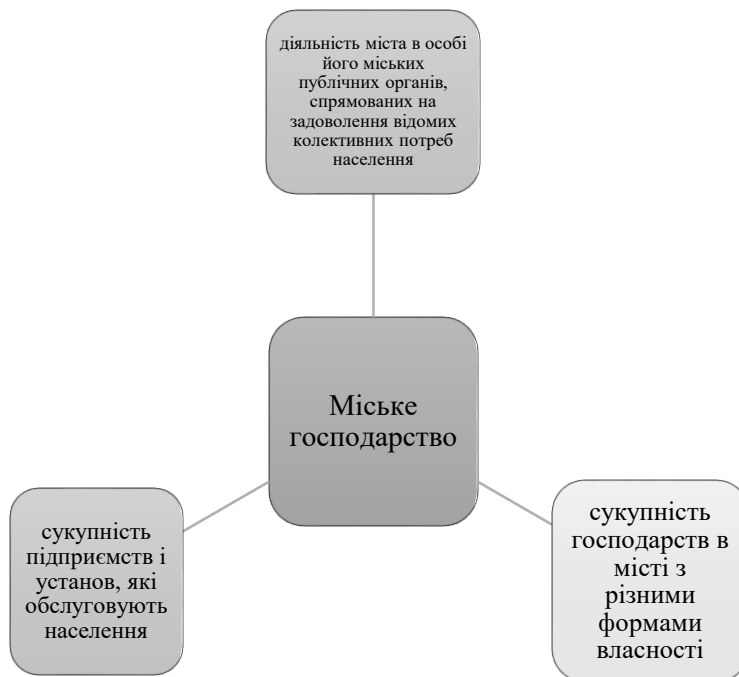 діяльність міста в особі
його міських
публічних органів,
спрямованих на
задоволення відомих
колективних потреб
населення
Міське
господарство
сукупність
підприємств і
установ, які
обслуговують
населення
сукупність
господарств в
місті з
різними
формами
власності